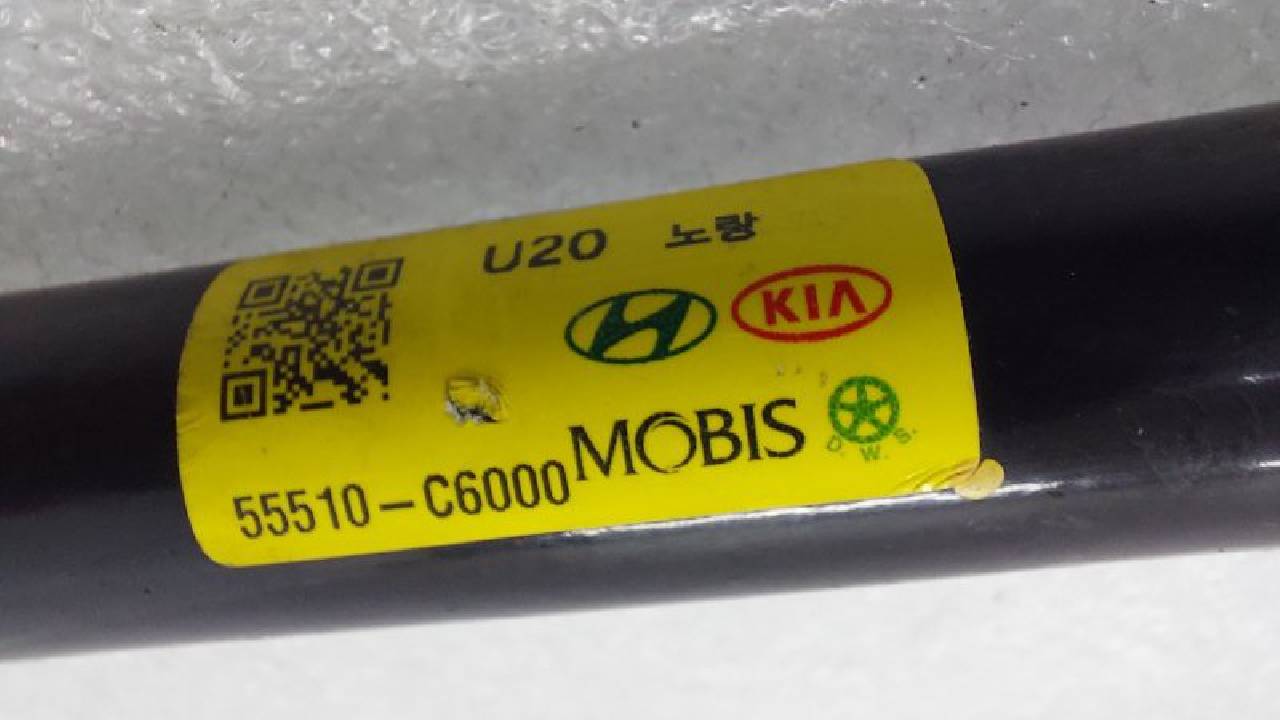 U20 노랑
KIA
MOBIS
D. W. S.
55510-C6000